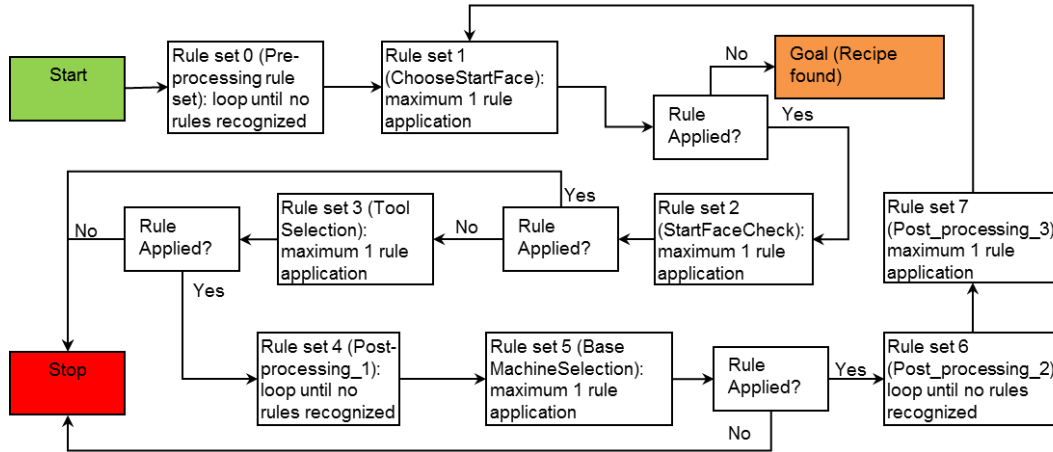 Start
Rule set 0 (Pre-
processing rule
set): loop until no
rules recognized
Rule set 1
(ChooseStartFace):
maximum 1 rule
application
No
Goal (Recipe
found)
Rule
Applied?
Yes
No
Rule
Applied?
Yes
Rule set 3 (Tool
Selection):
maximum 1 rule
application
No
Yes
Rule
Applied?
Rule set 2
(StartFaceCheck):
maximum 1 rule
application
Rule set 7
(Post_processing_3)
maximum 1 rule
application
Stop
Rule set 4 (Post-
processing_1):
loop until no
rules recognized
Rule set 5 (Base
MachineSelection):
maximum 1 rule
application
Rule
Applied?
Yes
No
Rule set 6
(Post_processing_2)
loop until no rules
recognized